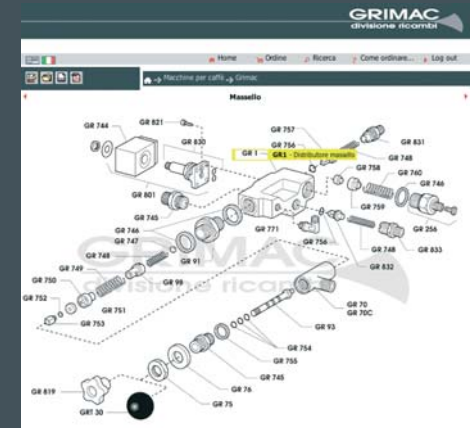 GRIMAC
divisione ricambi
Home Ordine Ricerca Come ordinare... Log out
Macchine per caffè Grimac
Massello
GR 744
GR 821
GR 830
GR 757
GR 756
GR 1
GR1 - Distributore massello
GR 831
GR 748
GR 758
GR 760
GR 746
GR 801
GR 759
GR 745
GR 746
GR 747
GR 771
GR 756
GR 256
GR 748
GR 833
GR 832
GR 748
GR 749
GR 750
GR 752
GR 91
GR 98
GR 751
GR 753
GRIMAC
divisione ricambi
GR 70
GR 70C
GR 93
GR 754
GR 755
GR 745
GR 76
GR 75
GR 819
GRT 30